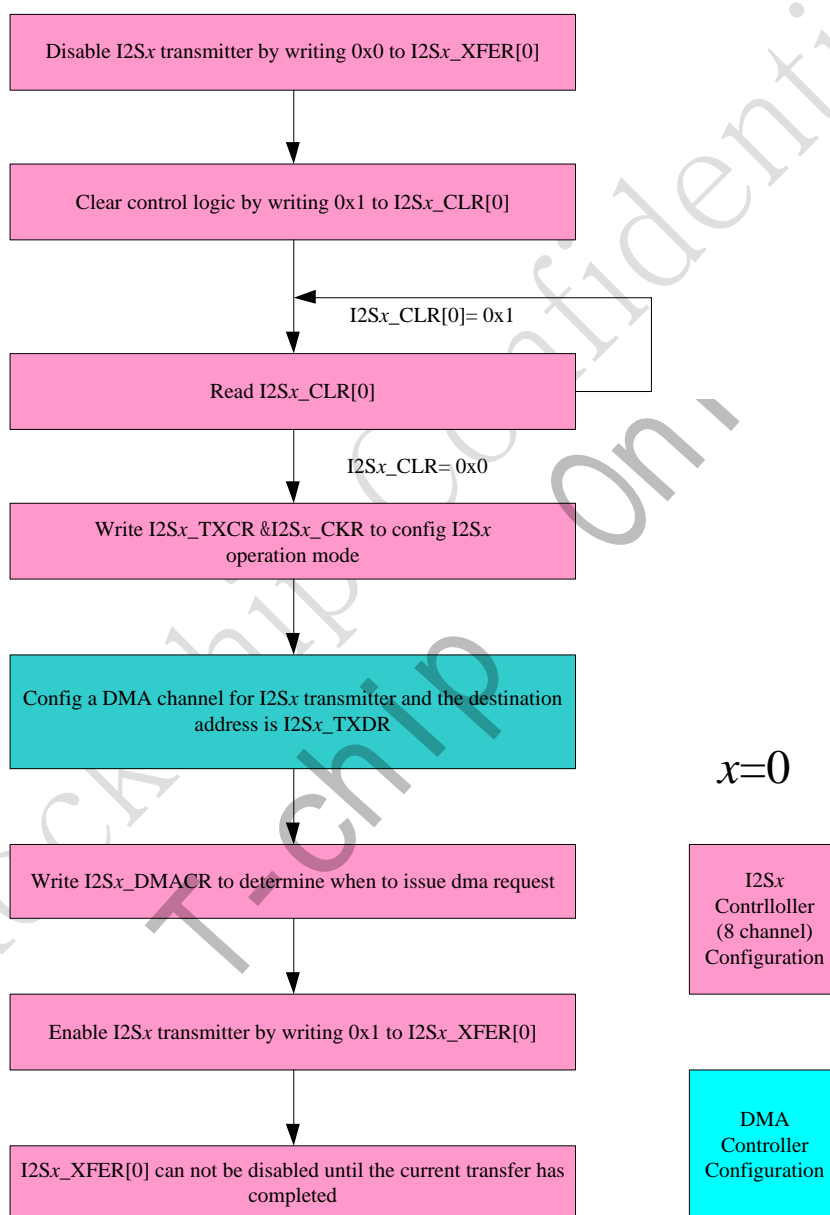 Disable I2Sx transmitter by writing 0x0 to I2Sx_XFER[0]
Clear control logic by writing 0x1 to I2Sx_CLR[0]
I2Sx_CLR[0]= 0x1
Read I2Sx_CLR[0]
I2Sx_CLR= 0x0
Write I2Sx_TXCR &I2Sx_CKR to config I2Sx
operation mode
Config a DMA channel for I2Sx transmitter and the destination
address is I2Sx_TXDR
x=0
Write I2Sx_DMACR to determine when to issue dma request
I2Sx
Contrlloller
(8 channel)
Configuration
Enable I2Sx transmitter by writing 0x1 to I2Sx_XFER[0]
I2Sx_XFER[0] can not be disabled until the current transfer has
completed
DMA
Controller
Configuration
T-chip